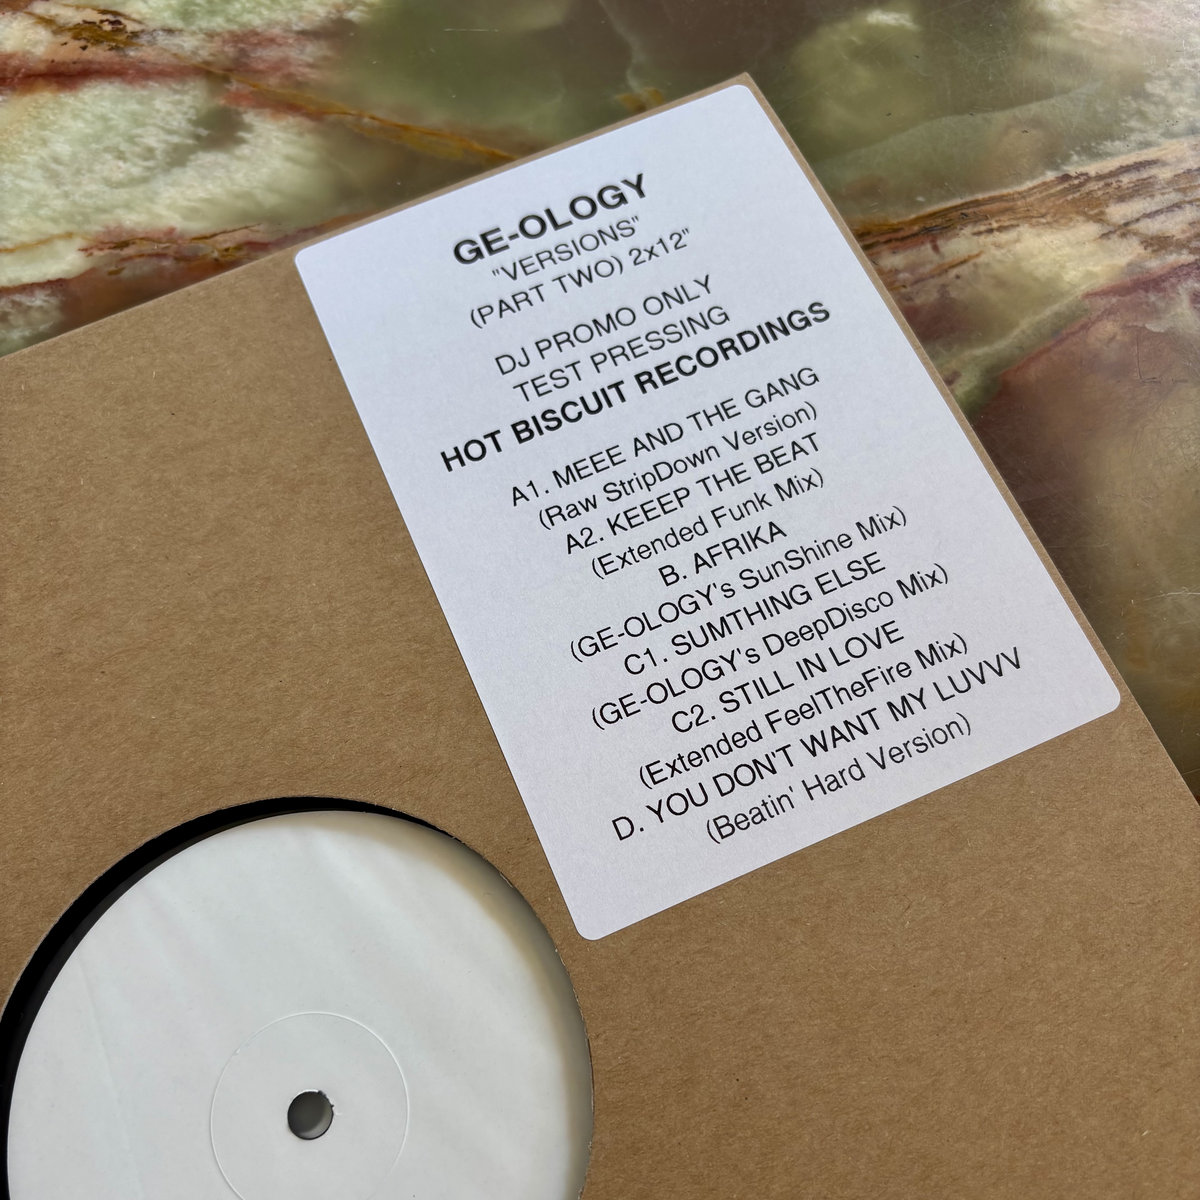 GE-OLOGY
"VERSIONS"
(PART TWO) 2x12"
DJ PROMO ONLY
TEST PRESSING
HOT BISCUIT RECORDINGS
A1. MEEE AND THE GANG
(Raw StripDown Version)
A2. KEEEP THE BEAT
(Extended Funk Mix)
B. AFRIKA
(GE-OLOGY's SunShine Mix)
C1. SUMTHING ELSE
(GE-OLOGY's DeepDisco Mix)
C2. STILL IN LOVE
(Extended FeelTheFire Mix)
D. YOU DON'T WANT MY LUVVV
(Beatin' Hard Version)